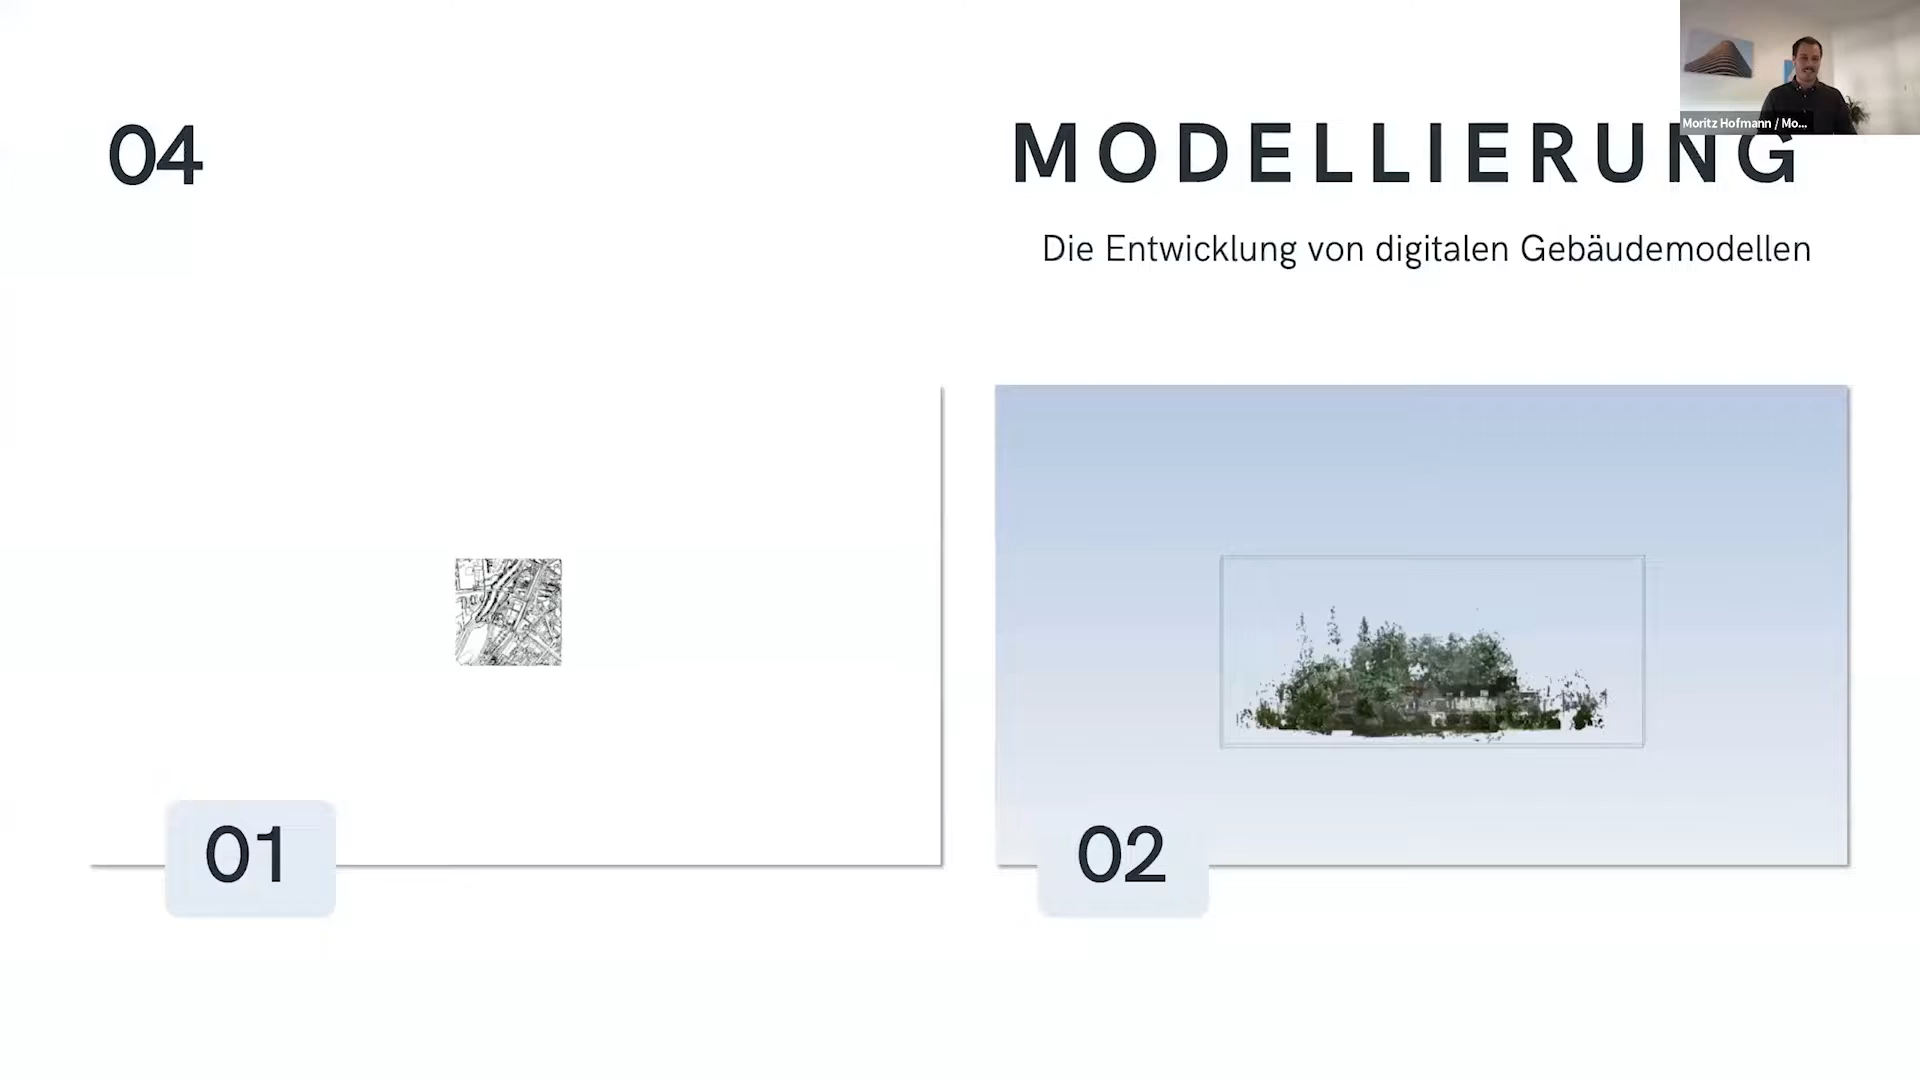 04
MODELLIERUNG
Moritz Hofmann / Mo...
Die Entwicklung von digitalen Gebäudemodellen
01
02